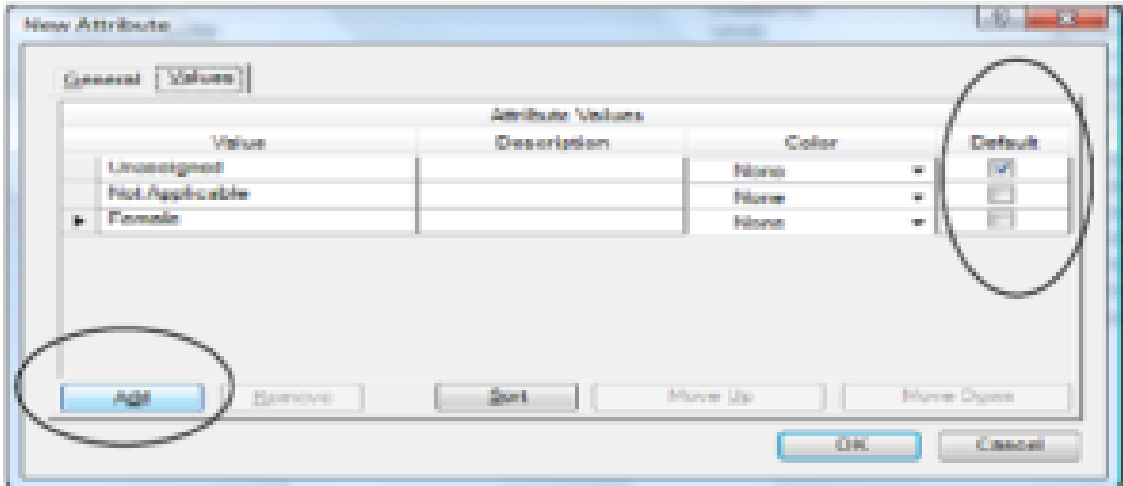 New Attribute
General Values
Attribute Values
Value Description Color Default
Unassigned None
Not Applicable None
Female None
Add Remove Sort Move Up Move Down
OK Cancel